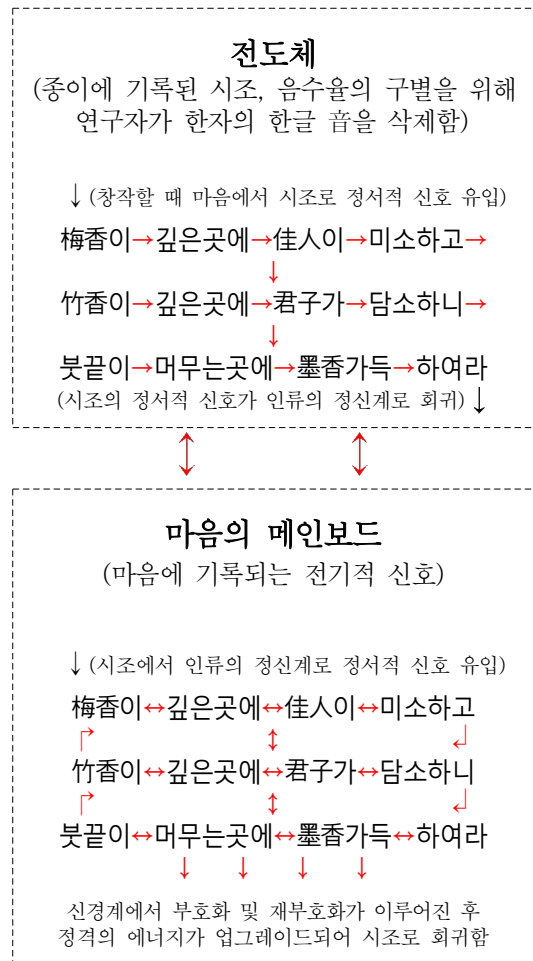 전도체
(종이에 기록된 시조, 음수율의 구별을 위해
연구자가 한자의 한글 音을 삭제함)
↓(창작할 때 마음에서 시조로 정서적 신호 유입)
梅香이→깊은곳에→佳人이→미소하고→
↓
竹香이→깊은곳에→君子가→담소하니→
↓
붓끝이→머무는곳에→墨香가득→하여라
(시조의 정서적 신호가 인류의 정신계로 회귀)↓
↕ ↕
마음의 메인보드
(마음에 기록되는 전기적 신호)
↓(시조에서 인류의 정신계로 정서적 신호 유입)
梅香이↔깊은곳에↔佳人이↔미소하고
↱ ↕ ↲
竹香이↔깊은곳에↔君子가↔담소하니
↱ ↕ ↲
붓끝이↔머무는곳에↔墨香가득↔하여라
↓ ↓ ↓ ↓
신경계에서 부호화 및 재부호화가 이루어진 후
정격의 에너지가 업그레이드되어 시조로 회귀함